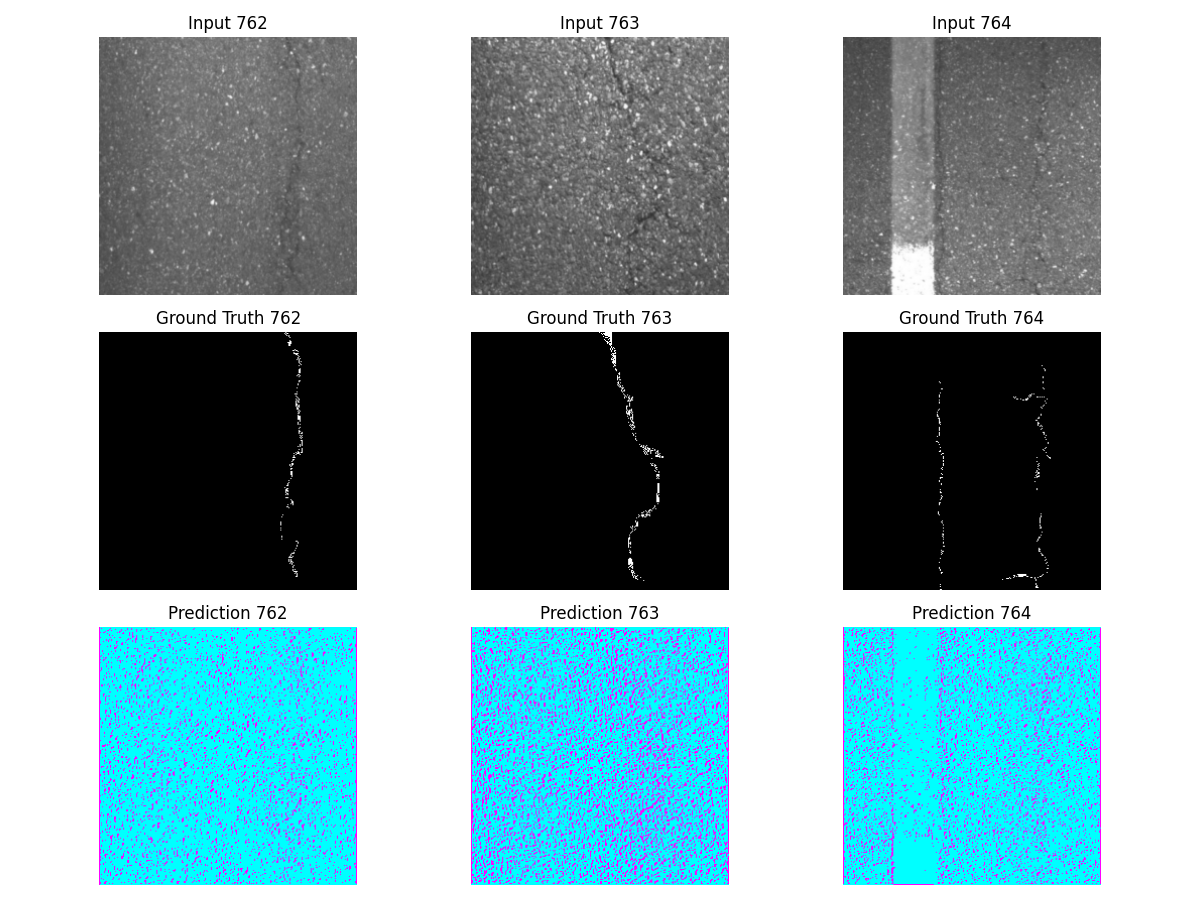 Input 762
Input 763
Input 764
Ground Truth 762
Ground Truth 763
Ground Truth 764
Prediction 762
Prediction 763
Prediction 764